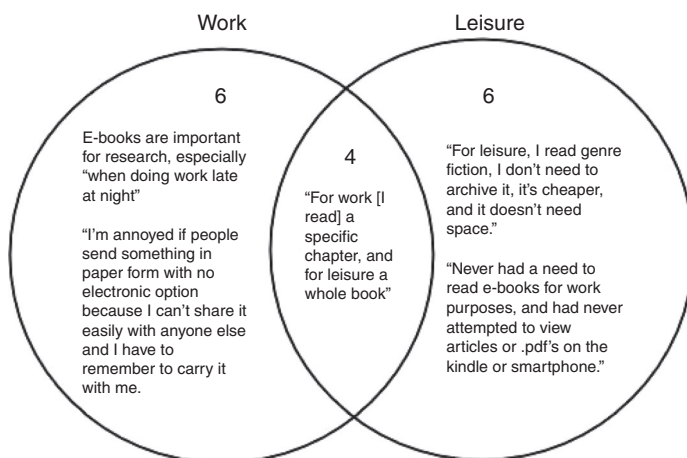 Work
Leisure
6
E-books are important
for research, especially
“when doing work late
at night”
“I’m annoyed if people
send something in
paper form with no
electronic option
because I can’t share it
easily with anyone else
and I have to
remember to carry it
with me.
4
“For work [I
read] a
specific
chapter, and
for leisure a
whole book”
6
“For leisure, I read genre
fiction, I don’t need to
archive it, it’s cheaper,
and it doesn’t need
space.”
“Never had a need to
read e-books for work
purposes, and had never
attempted to view
articles or .pdf’s on the
kindle or smartphone.”